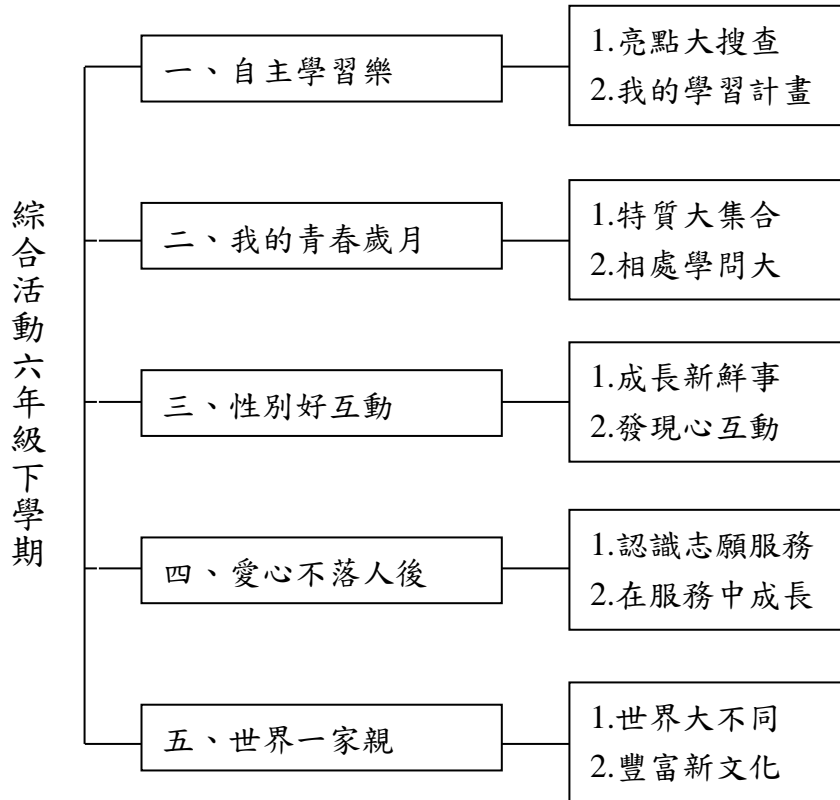 綜合活動六年級下學期
一、自主學習樂
1.亮點大搜查
2.我的學習計畫
二、我的青春歲月
1.特質大集合
2.相處學問大
三、性別好互動
1.成長新鮮事
2.發現心互動
四、愛心不落人後
1.認識志願服務
2.在服務中成長
五、世界一家親
1.世界大不同
2.豐富新文化